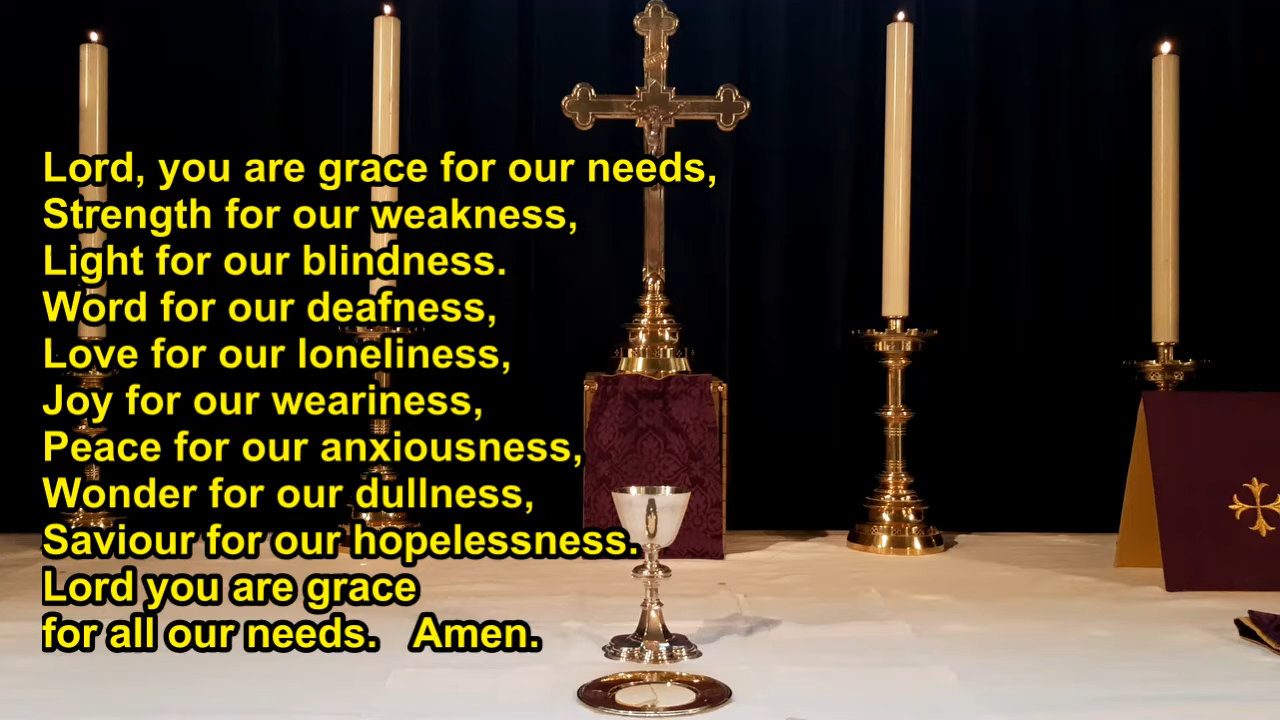 Lord, you are grace for our needs,
Strength for our weakness,
Light for our blindness.
Word for our deafness,
Love for our loneliness,
Joy for our weariness,
Peace for our anxiousness,
Wonder for our dullness,
Saviour for our hopelessness.
Lord you are grace
for all our needs.   Amen.